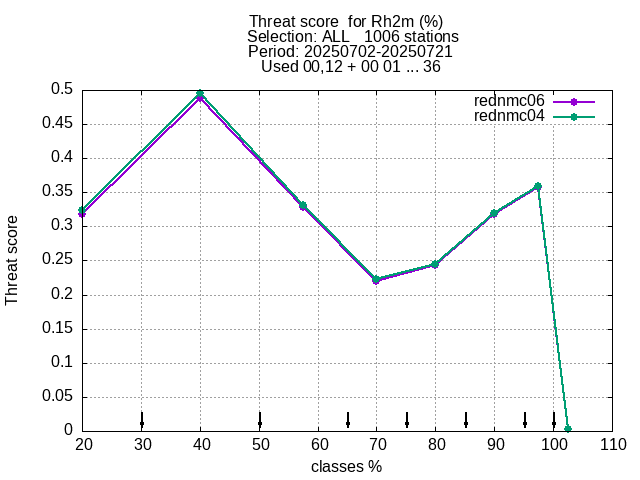 Threat score  for Rh2m (%)
Selection: ALL   1006 stations
Period: 20250702-20250721
Used 00,12 + 00 01 ... 36
rednmc06
rednmc04
0.5
0.45
0.4
0.35
0.3
0.25
0.2
0.15
0.1
0.05
0
Threat score
20 30 40 50 60 70 80 90 100 110
classes %